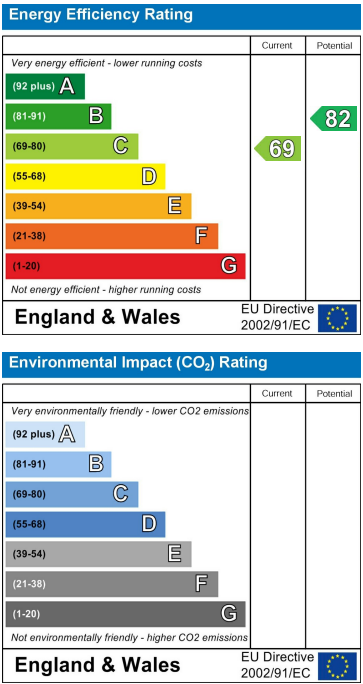 Energy Efficiency Rating
Current Potential
Very energy efficient - lower running costs
(92 plus) A
(81-91) B
82
(69-80) C
69
(55-68) D
(39-54) E
(21-38) F
(1-20) G
Not energy efficient - higher running costs
England & Wales
EU Directive
2002/91/EC
Environmental Impact (CO₂) Rating
Current Potential
Very environmentally friendly - lower CO2 emissions
(92 plus) A
(81-91) B
(69-80) C
(55-68) D
(39-54) E
(21-38) F
(1-20) G
Not environmentally friendly - higher CO2 emissions
England & Wales
EU Directive
2002/91/EC